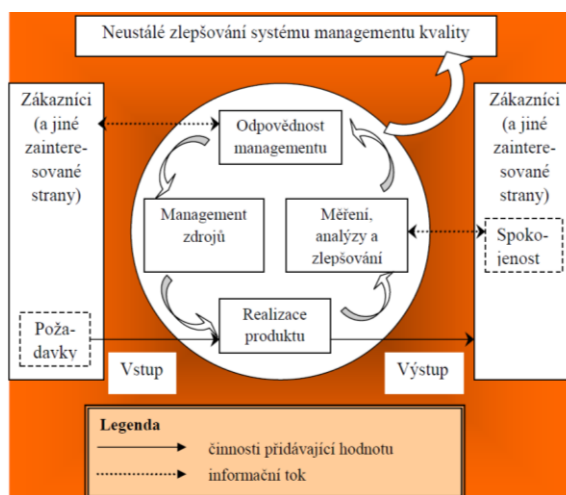 Neustálé zlepšování systému managementu kvality
Zákazníci
(a jiné
zaintere-
sované
strany)
Odpovědnost
managementu
Zákazníci
(a jiné
zaintere-
sované
strany)
Management
zdrojů
Měření,
analýzy a
zlepšování
Spoko-
jenost
Realizace
produktu
Poža-
davky
Vstup
Výstup
Legenda
činnosti přidávající hodnotu
informační tok